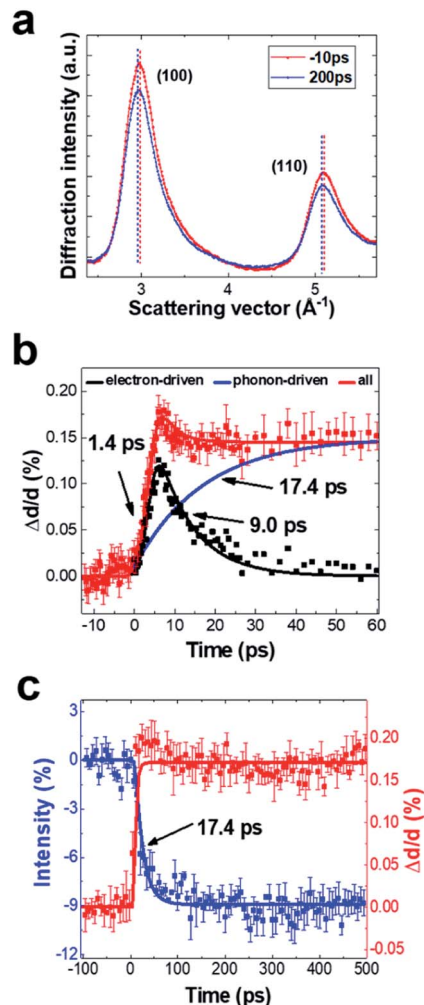 a
-10ps
200ps
(100)
(110)
Diffraction intensity (a.u.)
3
4
5
Scattering vector (Å⁻¹)
b
electron-driven phonon-driven all
0.20
0.15
0.10
0.05
0.00
1.4 ps
17.4 ps
9.0 ps
Δd/d (%)
-10 0 10 20 30 40 50 60
Time (ps)
c
3
0
-3
-6
-9
-12
Intensity (%)
17.4 ps
0.20
0.15
0.10
0.05
0.00
-0.05
Δd/d (%)
-100 0 100 200 300 400 500
Time (ps)